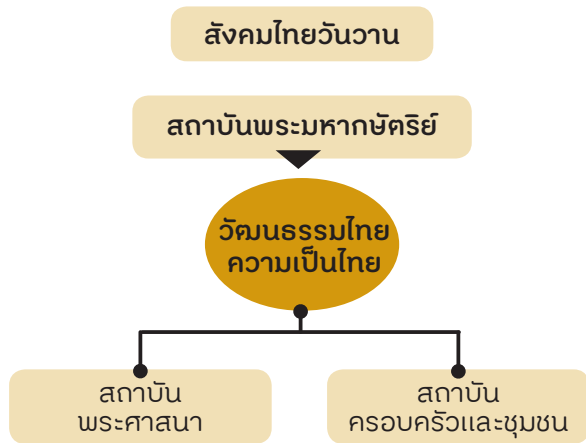 สังคมไทยวันวาน
สถาบันพระมหากษัตริย์
วัฒนธรรมไทย
ความเป็นไทย
สถาบัน
พระศาสนา
สถาบัน
ครอบครัวและชุมชน